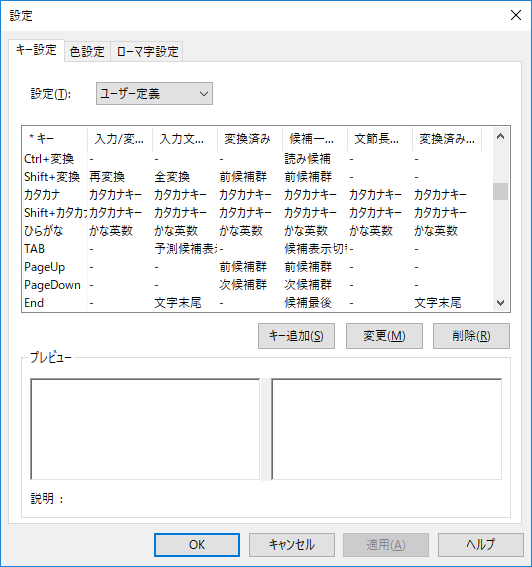 設定
キー設定 色設定 ローマ字設定
設定(T): ユーザー定義
* キー 入力/変... 入力文... 変換済み 候補一... 文節長... 変換済み...
Ctrl+変換 - - - 読み候補 - -
Shift+変換 再変換 全変換 前候補群 前候補群 - -
カタカナ カタカナキー カタカナキー カタカナキー カタカナキー カタカナキー カタカナキー
Shift+カタカナ カタカナキー カタカナキー カタカナキー カタカナキー カタカナキー カタカナキー
ひらがな かな英数 かな英数 かな英数 かな英数 かな英数 かな英数
TAB - 予測候補表示 - 候補表示切替 - -
PageUp - - 前候補群 前候補群 - -
PageDown - - 次候補群 次候補群 - -
End - 文字末尾 - 候補最後 - 文字末尾
キー追加(S) 変更(M) 削除(R)
プレビュー
説明 :
OK キャンセル 適用(A) ヘルプ